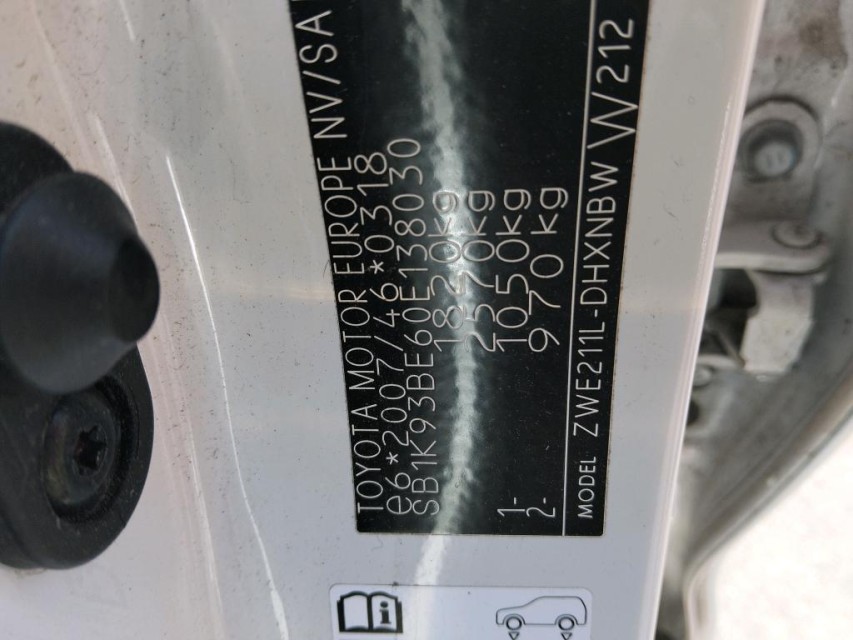 TOYOTA MOTOR EUROPE NV/SA
e6*2007/46*0318
SB1K93BE60E138030
1820kg
2570kg
1- 1050kg
2- 970kg
MODEL ZWE211L-DHXNBW W212
i